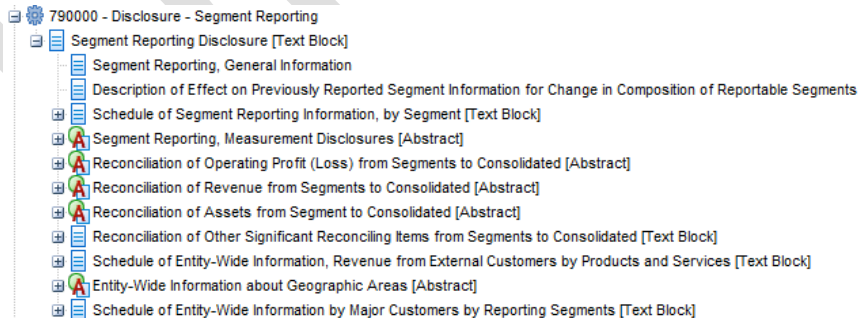 790000 - Disclosure - Segment Reporting
Segment Reporting Disclosure [Text Block]
Segment Reporting, General Information
Description of Effect on Previously Reported Segment Information for Change in Composition of Reportable Segments
Schedule of Segment Reporting Information, by Segment [Text Block]
Segment Reporting, Measurement Disclosures [Abstract]
Reconciliation of Operating Profit (Loss) from Segments to Consolidated [Abstract]
Reconciliation of Revenue from Segments to Consolidated [Abstract]
Reconciliation of Assets from Segment to Consolidated [Abstract]
Reconciliation of Other Significant Reconciling Items from Segments to Consolidated [Text Block]
Schedule of Entity-Wide Information, Revenue from External Customers by Products and Services [Text Block]
Entity-Wide Information about Geographic Areas [Abstract]
Schedule of Entity-Wide Information by Major Customers by Reporting Segments [Text Block]